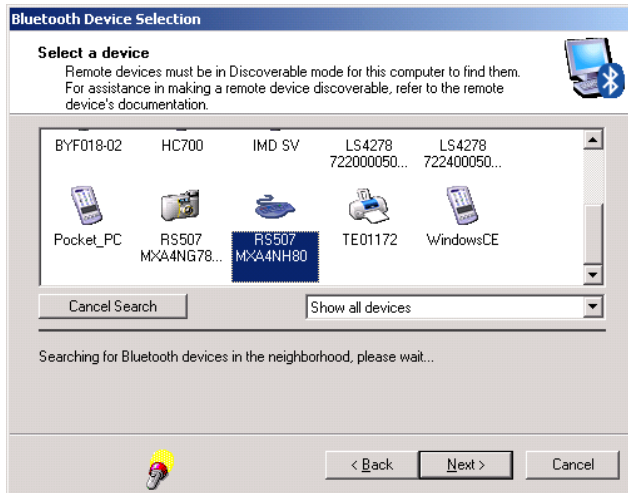 Bluetooth Device Selection
Select a device
Remote devices must be in Discoverable mode for this computer to find them.
For assistance in making a remote device discoverable, refer to the remote
device's documentation.
BYF018-02 HC700 IMD SV LS4278 LS4278
722000050... 722400050...
Pocket_PC RS507 RS507 TE01172 WindowsCE
MXA4NG78... MXA4NH80
Cancel Search Show all devices
Searching for Bluetooth devices in the neighborhood, please wait...
< Back Next > Cancel